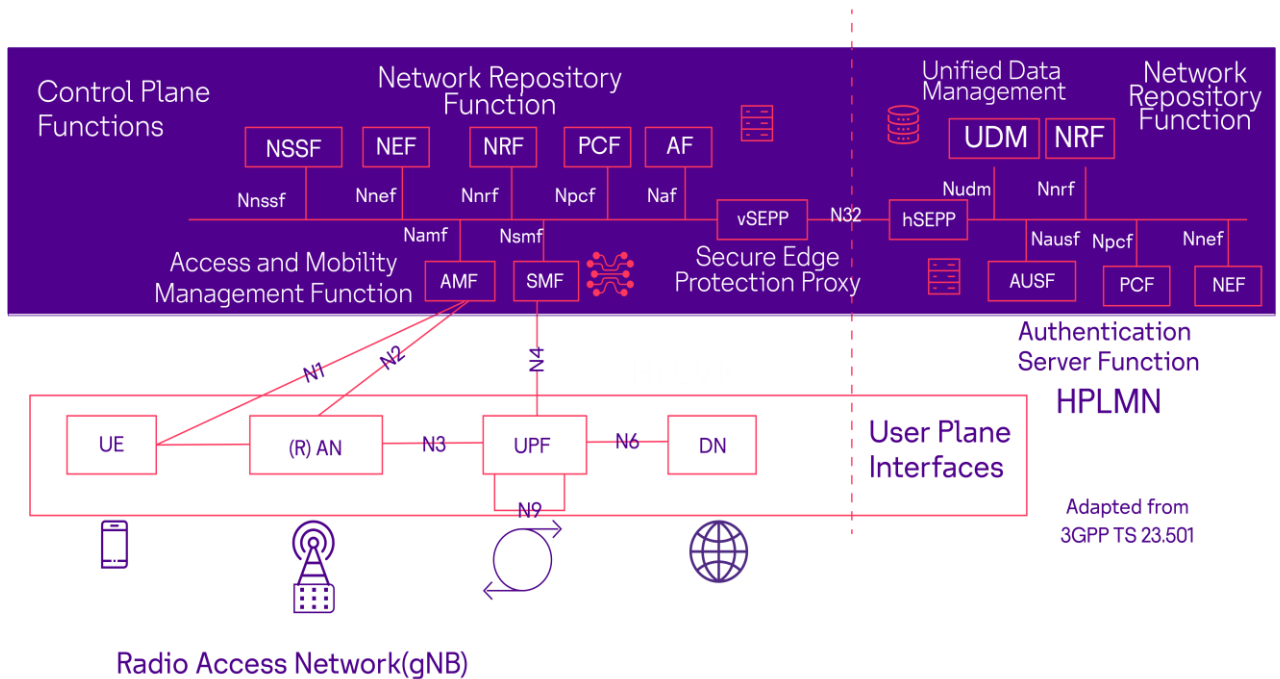 Control Plane
Functions
Network Repository
Function
Unified Data
Management
Network
Repository
Function
NSSF
NEF
NRF
PCF
AF
UDM
NRF
Nnssf
Nnef
Nnrf
Npcf
Naf
Nudm
Nnrf
vSEPP
N32
hSEPP
Namf
Nsmf
Nausf
Npcf
Nnef
Access and Mobility
Management Function
AMF
SMF
Secure Edge
Protection Proxy
AUSF
PCF
NEF
Authentication
Server Function
HPLMN
N1
N2
N4
UE
(R) AN
N3
UPF
N6
DN
User Plane
Interfaces
N9
Adapted from
3GPP TS 23.501
Radio Access Network(gNB)